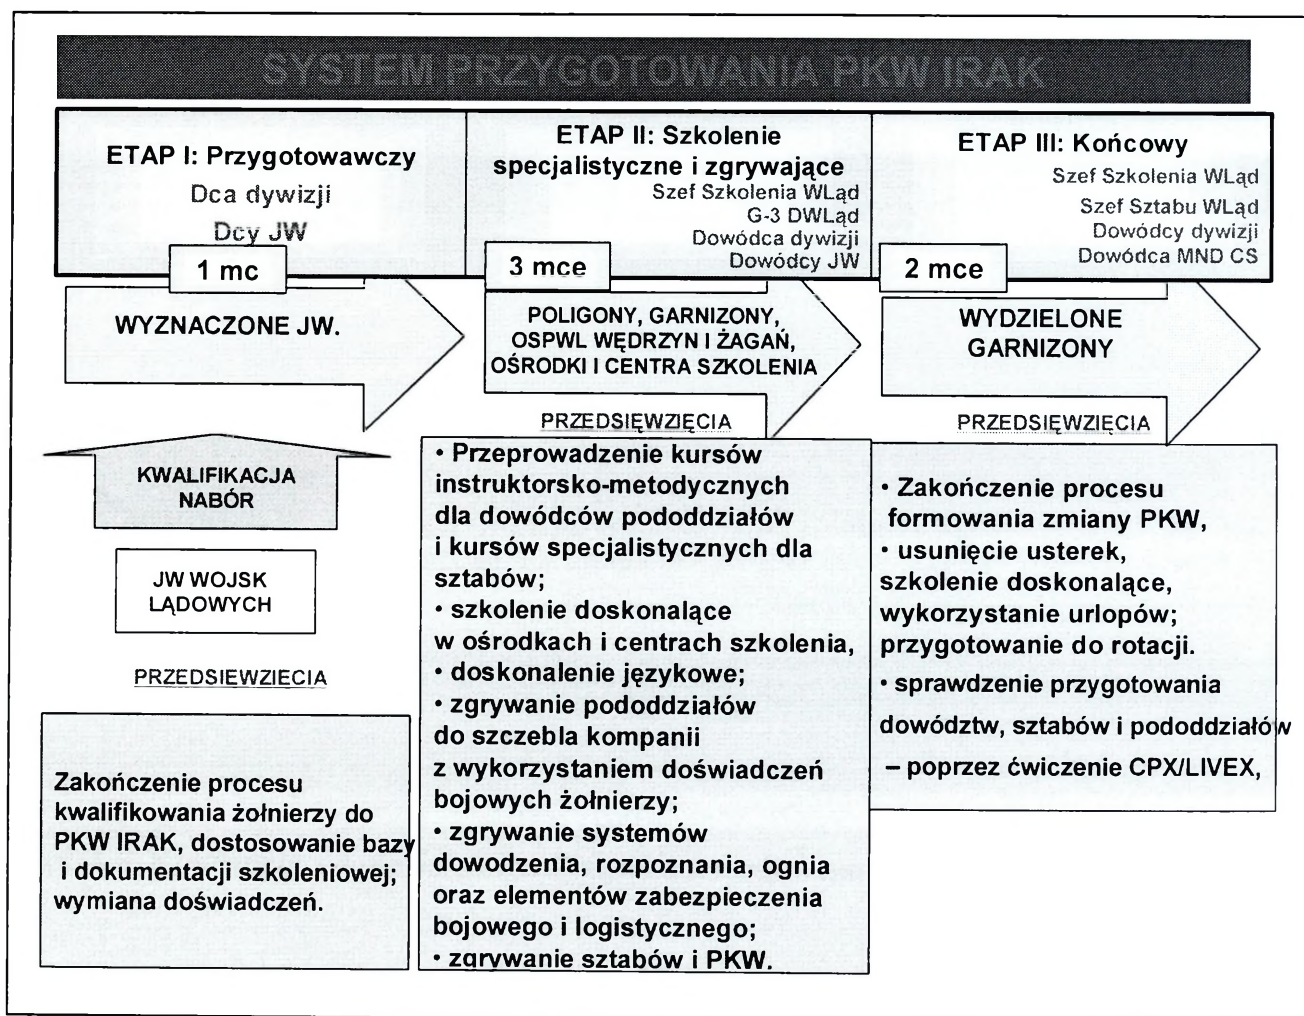 SYSTEM PRZYGOTOWANIA PKW IRAK
ETAP I: Przygotowawczy
Dca dywizji
Dcy JW
1 mc
WYZNACZONE JW.
KWALIFIKACJA
NABÓR
JW WOJSK
LĄDOWYCH
PRZEDSIEWZIECIA
Zakończenie procesu
kwalifikowania żołnierzy do
PKW IRAK, dostosowanie bazy
i dokumentacji szkoleniowej;
wymiana doświadczeń.
ETAP II: Szkolenie
specjalistyczne i zgrywające
Szef Szkolenia WLąd
G-3 DWLąd
Dowódca dywizji
Dowódcy JW
3 mce
POLIGONY, GARNIZONY,
OSPWL WĘDRZYN I ŻAGAŃ,
OŚRODKI I CENTRA SZKOLENIA
PRZEDSIĘWZIĘCIA
• Przeprowadzenie kursów
instruktorsko-metodycznych
dla dowódców pododdziałów
i kursów specjalistycznych dla
sztabów;
• szkolenie doskonalące
w ośrodkach i centrach szkolenia,
• doskonalenie językowe;
• zgrywanie pododdziałów
do szczebla kompanii
z wykorzystaniem doświadczeń
bojowych żołnierzy;
• zgrywanie systemów
dowodzenia, rozpoznania, ognia
oraz elementów zabezpieczenia
bojowego i logistycznego;
• zgrywanie sztabów i PKW.
ETAP III: Końcowy
Szef Szkolenia WLąd
Szef Sztabu WLąd
Dowódcy dywizji
Dowódca MND CS
2 mce
WYDZIELONE
GARNIZONY
PRZEDSIĘWZIĘCIA
• Zakończenie procesu
formowania zmiany PKW,
• usunięcie usterek,
szkolenie doskonalące,
wykorzystanie urlopów;
przygotowanie do rotacji.
• sprawdzenie przygotowania
dowództw, sztabów i pododdziałów
– poprzez ćwiczenie CPX/LIVEX,